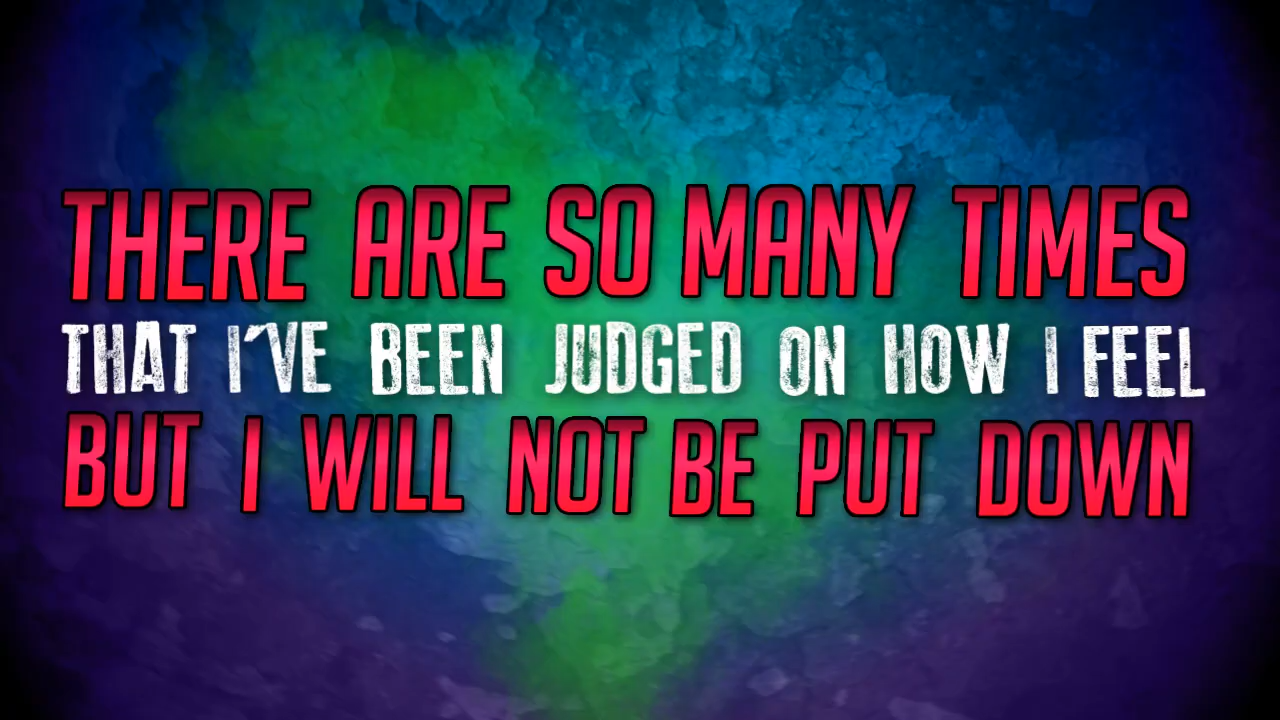 THERE ARE SO MANY TIMES
THAT I'VE BEEN JUDGED ON HOW I FEEL
BUT I WILL NOT BE PUT DOWN